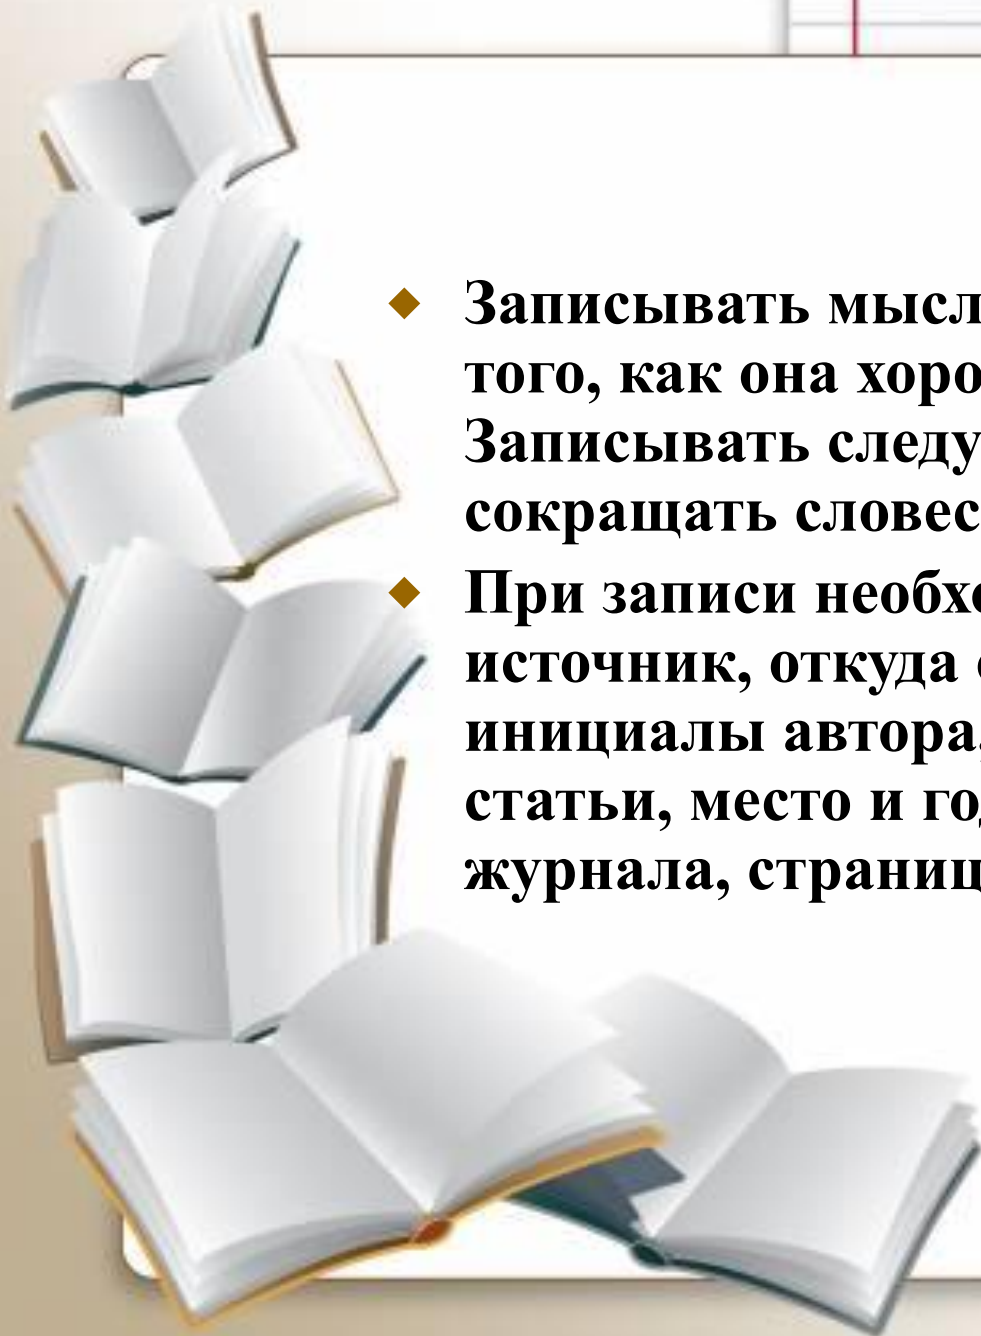 Записывать мысл
того, как она хоро
Записывать следу
сокращать словес
При записи необх
источник, откуда
инициалы автора,
статьи, место и го
журнала, страниц